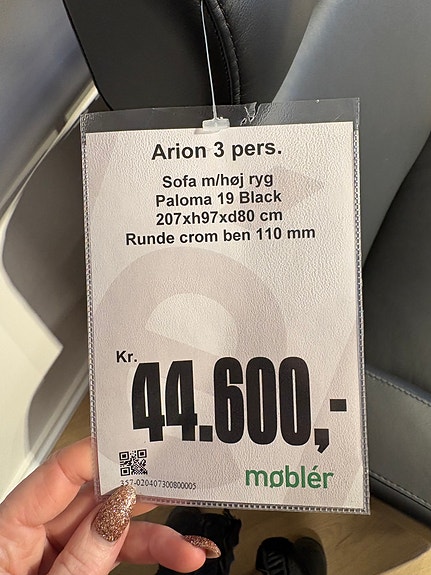 Arion 3 pers.
Sofa m/høj ryg
Paloma 19 Black
207xh97xd80 cm
Runde crom ben 110 mm
Kr.
44.600,-
357-020407300800005
møblér